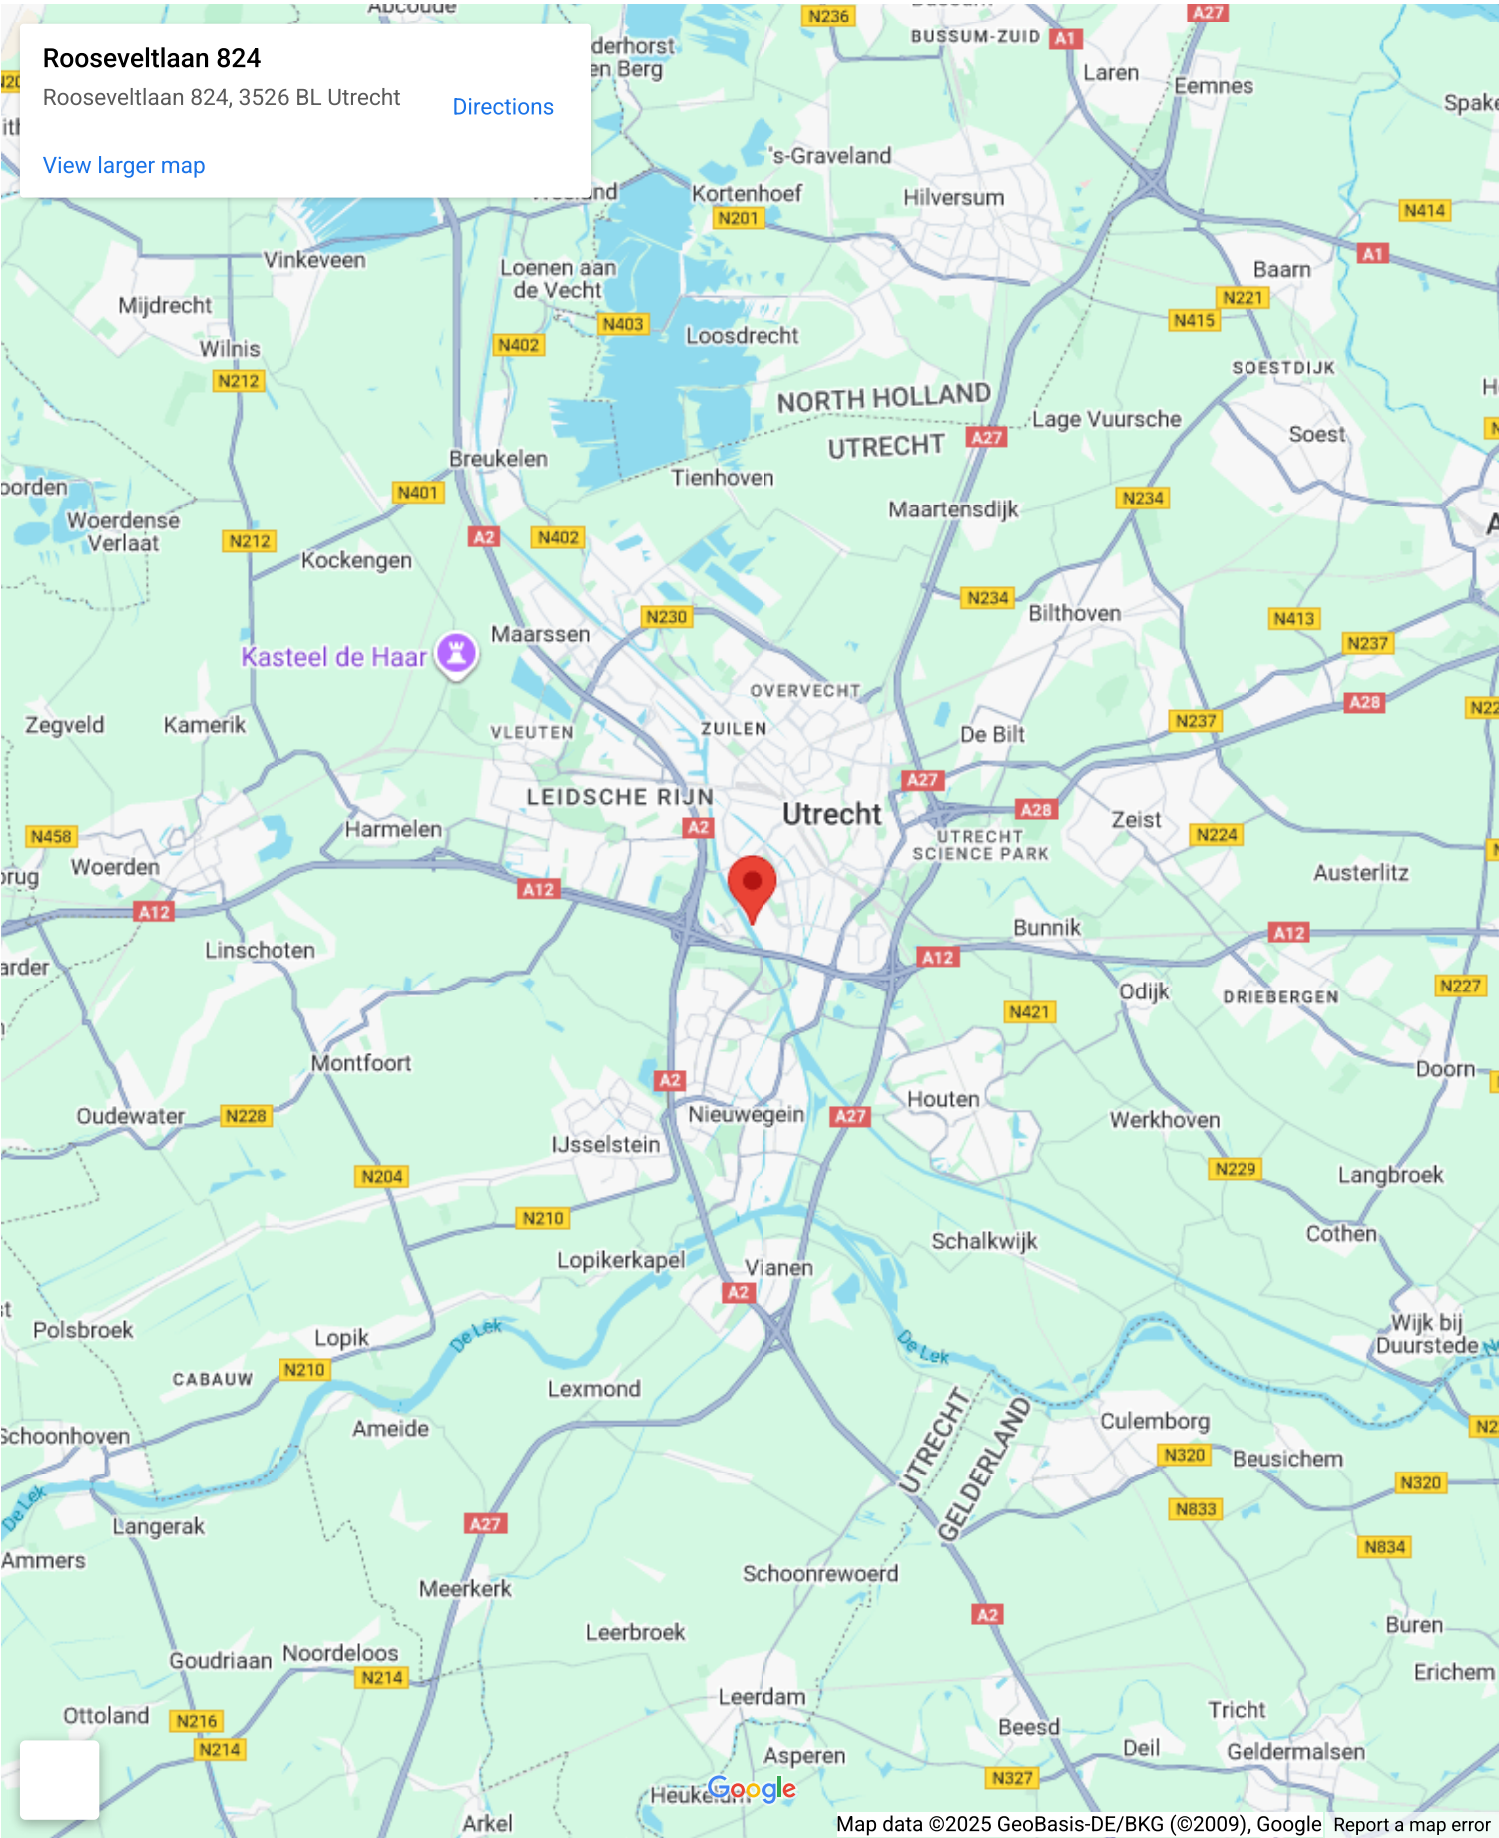 Abcoude
N236
A27
BUSSUM-ZUID
A1
Rooseveltlaan 824
Rooseveltlaan 824, 3526 BL Utrecht
Directions
View larger map
en Berg
Laren
Eemnes
's-Graveland
Kortenhoef
Hilversum
N201
N414
A1
Vinkeveen
Loenen aan
de Vecht
Baarn
N221
Mijdrecht
N403
N415
Loosdrecht
N402
Wilnis
SOESTDIJK
N212
NORTH HOLLAND
Lage Vuursche
UTRECHT
A27
Soest
Breukelen
Tienhoven
N401
N234
Maartensdijk
Woerdense
Verlaat
A2
N402
N212
Kockengen
N234
Bilthoven
N230
N413
Maarssen
N237
Kasteel de Haar
OVERVECHT
A28
Zegveld
Kamerik
VLEUTEN
ZUILEN
De Bilt
N237
A27
LEIDSCHE RIJN
Utrecht
A28
Harmelen
A2
Zeist
N458
UTRECHT
SCIENCE PARK
N224
Woerden
Austerlitz
A12
A12
Bunnik
A12
Linschoten
A12
N227
Odijk
DRIEBERGEN
N421
Montfoort
Doorn
A2
Houten
Oudewater
N228
Nieuwegein
A27
Werkhoven
IJsselstein
N204
N229
Langbroek
N210
Cothen
Schalkwijk
Lopikerkapel
Vianen
A2
Polsbroek
Lopik
De Lek
Wijk bij
Duurstede
De Lek
N210
CABAUW
Lexmond
UTRECHT
GELDERLAND
Ameide
Culemborg
Schoonhoven
N320
Beusichem
N320
De Lek
N833
Langerak
A27
N834
Ammers
Schoonrewoerd
Meerkerk
A2
Leerbroek
Buren
Noordeloos
Goudriaan
N214
Erichem
Leerdam
Ottoland
N216
Tricht
Beesd
N214
Deil
Geldermalsen
Asperen
N327
Google
Arkel
Map data ©2025 GeoBasis-DE/BKG (©2009), Google
Report a map error